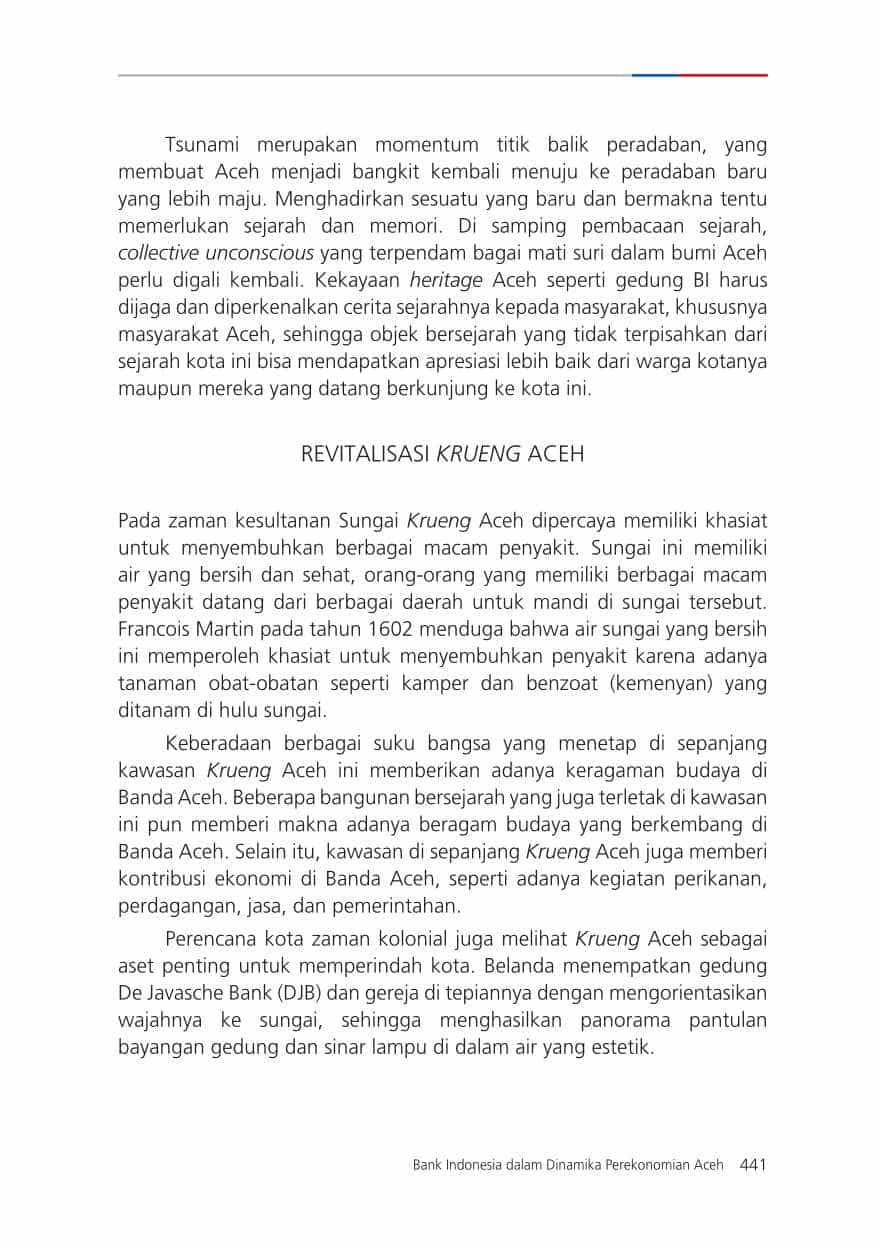 Tsunami merupakan momentum titik balik peradaban, yang
membuat Aceh menjadi bangkit kembali menuju ke peradaban baru
yang lebih maju. Menghadirkan sesuatu yang baru dan bermakna tentu
memerlukan sejarah dan memori. Di samping pembacaan sejarah,
collective unconscious yang terpendam bagai mati suri dalam bumi Aceh
perlu digali kembali. Kekayaan heritage Aceh seperti gedung BI harus
dijaga dan diperkenalkan cerita sejarahnya kepada masyarakat, khususnya
masyarakat Aceh, sehingga objek bersejarah yang tidak terpisahkan dari
sejarah kota ini bisa mendapatkan apresiasi lebih baik dari warga kotanya
maupun mereka yang datang berkunjung ke kota ini.
REVITALISASI KRUENG ACEH
Pada zaman kesultanan Sungai Krueng Aceh dipercaya memiliki khasiat
untuk menyembuhkan berbagai macam penyakit. Sungai ini memiliki
air yang bersih dan sehat, orang-orang yang memiliki berbagai macam
penyakit datang dari berbagai daerah untuk mandi di sungai tersebut.
Francois Martin pada tahun 1602 menduga bahwa air sungai yang bersih
ini memperoleh khasiat untuk menyembuhkan penyakit karena adanya
tanaman obat-obatan seperti kamper dan benzoat (kemenyan) yang
ditanam di hulu sungai.
Keberadaan berbagai suku bangsa yang menetap di sepanjang
kawasan Krueng Aceh ini memberikan adanya keragaman budaya di
Banda Aceh. Beberapa bangunan bersejarah yang juga terletak di kawasan
ini pun memberi makna adanya beragam budaya yang berkembang di
Banda Aceh. Selain itu, kawasan di sepanjang Krueng Aceh juga memberi
kontribusi ekonomi di Banda Aceh, seperti adanya kegiatan perikanan,
perdagangan, jasa, dan pemerintahan.
Perencana kota zaman kolonial juga melihat Krueng Aceh sebagai
aset penting untuk memperindah kota. Belanda menempatkan gedung
De Javasche Bank (DJB) dan gereja di tepiannya dengan mengorientasikan
wajahnya ke sungai, sehingga menghasilkan panorama pantulan
bayangan gedung dan sinar lampu di dalam air yang estetik.
Bank Indonesia dalam Dinamika Perekonomian Aceh 441